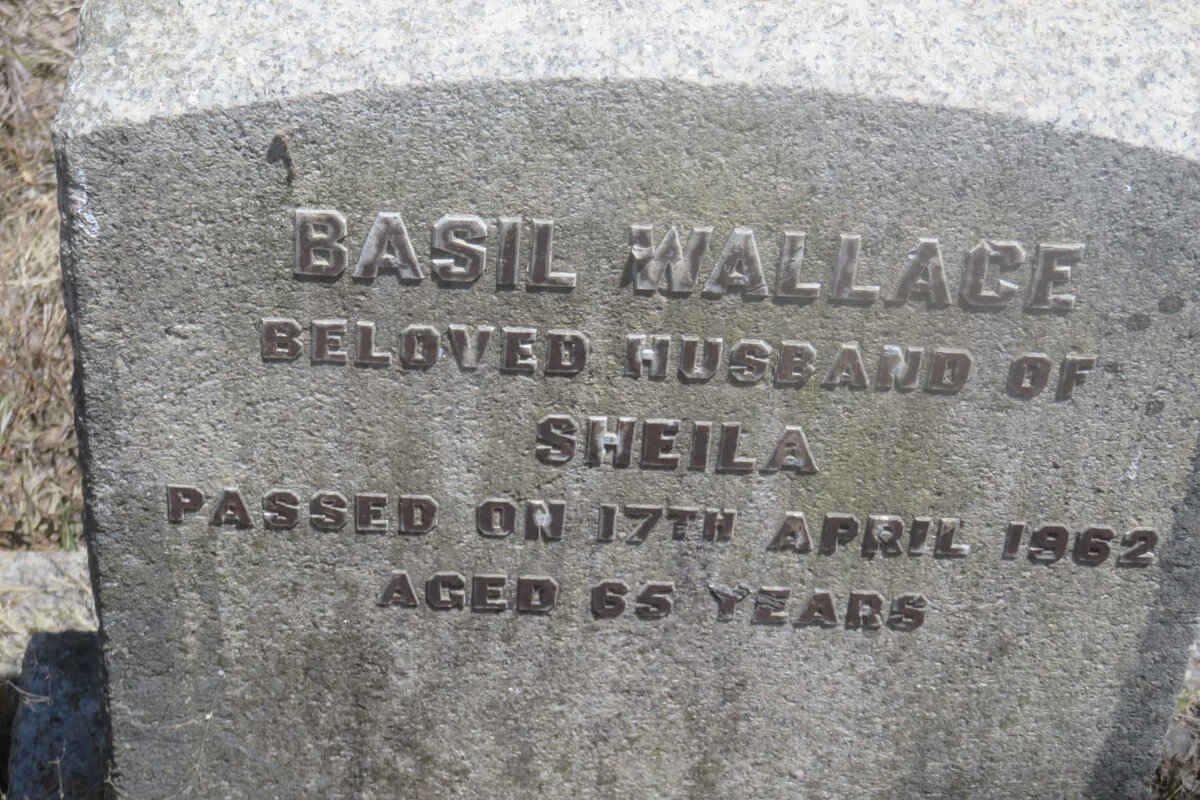 BASIL WALLACE
BELOVED HUSBAND OF
SHEILA
PASSED ON 17TH APRIL 1962
AGED 65 YEARS